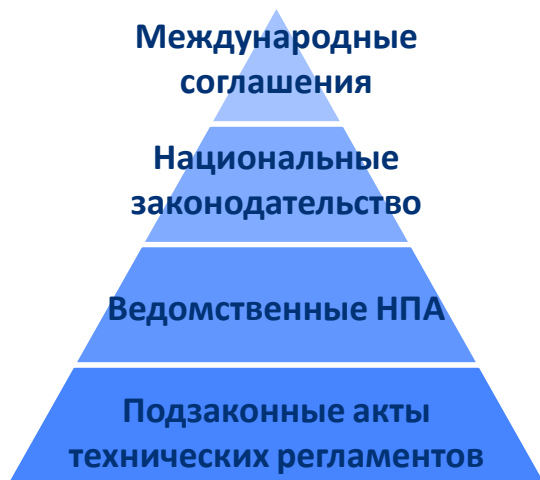 Международные
соглашения
Национальные
законодательство
Ведомственные НПА
Подзаконные акты
технических регламентов